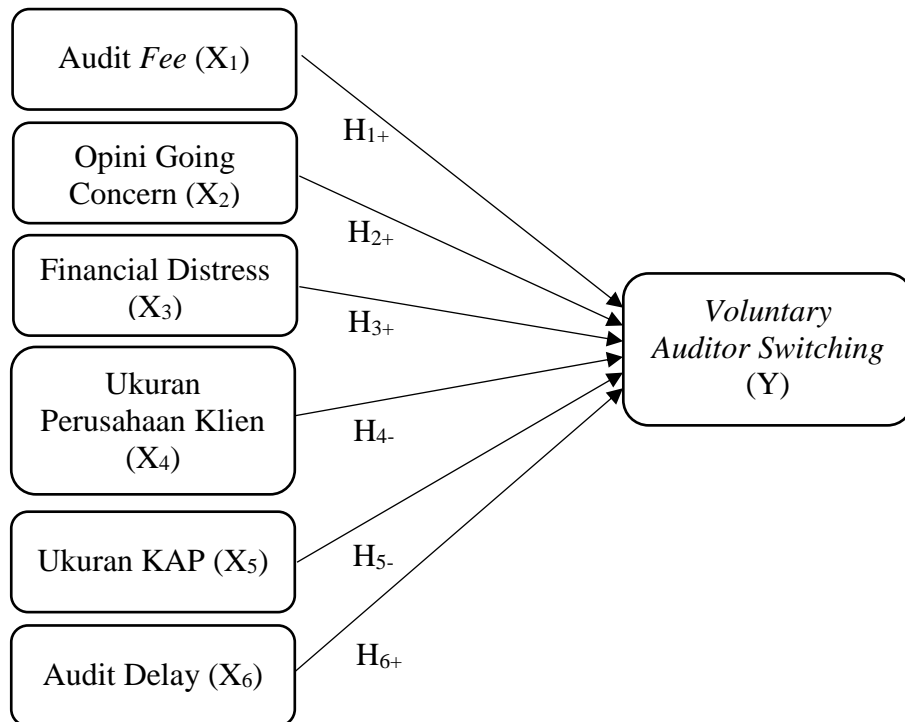 Audit Fee (X1)
Opini Going
Concern (X2)
Financial Distress
(X3)
Ukuran
Perusahaan Klien
(X4)
Ukuran KAP (X5)
Audit Delay (X6)
H1+
H2+
H3+
H4-
H5-
H6+
Voluntary
Auditor Switching
(Y)